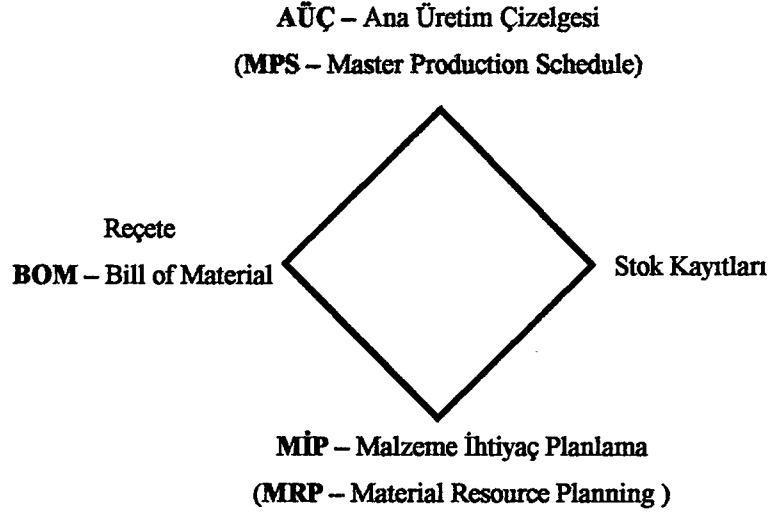 AÜÇ – Ana Üretim Çizelgesi
(MPS – Master Production Schedule)
Reçete
BOM – Bill of Material
Stok Kayıtları
MİP – Malzeme İhtiyaç Planlama
(MRP – Material Resource Planning )